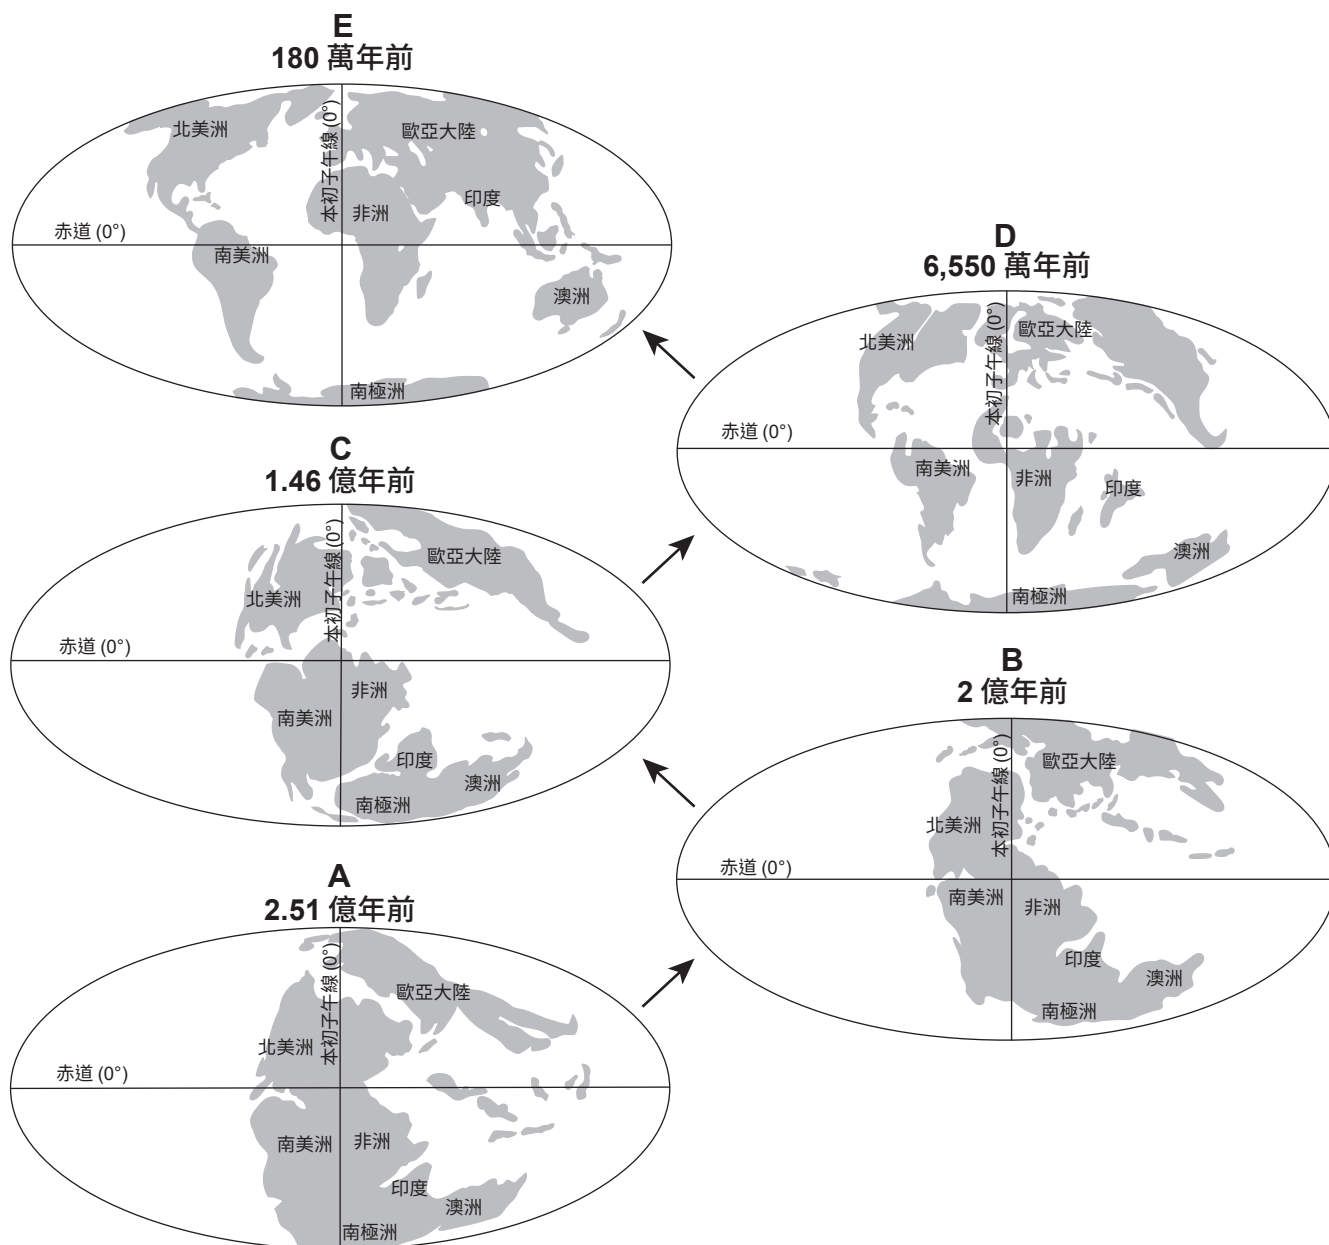 E
180 萬年前
北美洲
本初子午線 (0°)
歐亞大陸
印度
非洲
赤道 (0°)
南美洲
澳洲
南極洲
D
6,550 萬年前
北美洲
本初子午線 (0°)
歐亞大陸
赤道 (0°)
南美洲
非洲
印度
澳洲
南極洲
C
1.46 億年前
本初子午線 (0°)
歐亞大陸
北美洲
赤道 (0°)
非洲
南美洲
印度
澳洲
南極洲
B
2 億年前
本初子午線 (0°)
歐亞大陸
北美洲
赤道 (0°)
南美洲
非洲
印度
澳洲
南極洲
A
2.51 億年前
本初子午線 (0°)
歐亞大陸
北美洲
赤道 (0°)
南美洲
非洲
印度
澳洲
南極洲